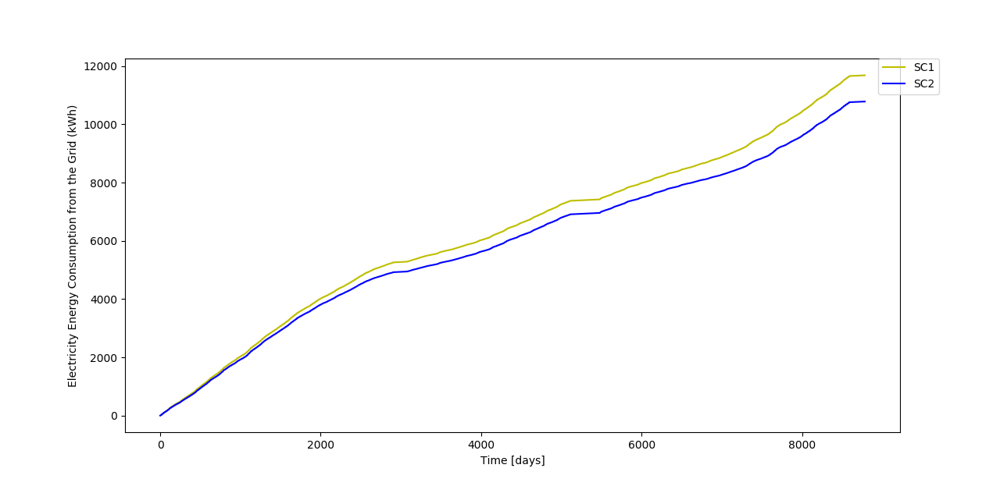 12000
10000
8000
6000
4000
2000
0
Electricity Energy Consumption from the Grid (kWh)
0 2000 4000 6000 8000
Time [days]
SC1
SC2